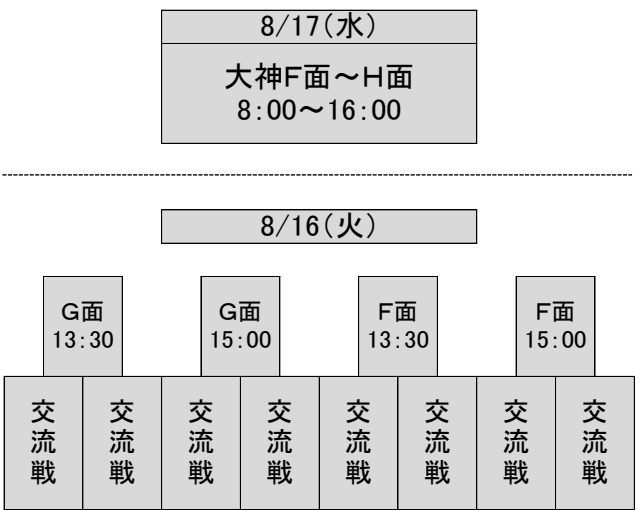 8/17(水)
大神F面～H面
8:00～16:00
8/16(火)
G面
13:30
G面
15:00
F面
13:30
F面
15:00
交流戦
交流戦
交流戦
交流戦
交流戦
交流戦
交流戦
交流戦